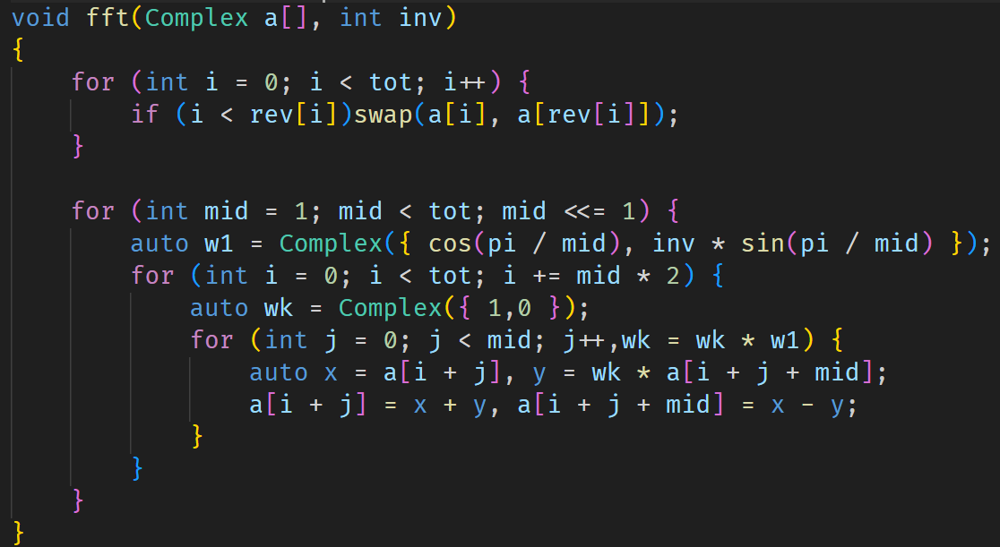 void fft(Complex a[], int inv)
{
    for (int i = 0; i < tot; i++) {
        if (i < rev[i])swap(a[i], a[rev[i]]);
    }

    for (int mid = 1; mid < tot; mid <<= 1) {
        auto w1 = Complex({ cos(pi / mid), inv * sin(pi / mid) });
        for (int i = 0; i < tot; i += mid * 2) {
            auto wk = Complex({ 1,0 });
            for (int j = 0; j < mid; j++,wk = wk * w1) {
                auto x = a[i + j], y = wk * a[i + j + mid];
                a[i + j] = x + y, a[i + j + mid] = x - y;
            }
        }
    }
}